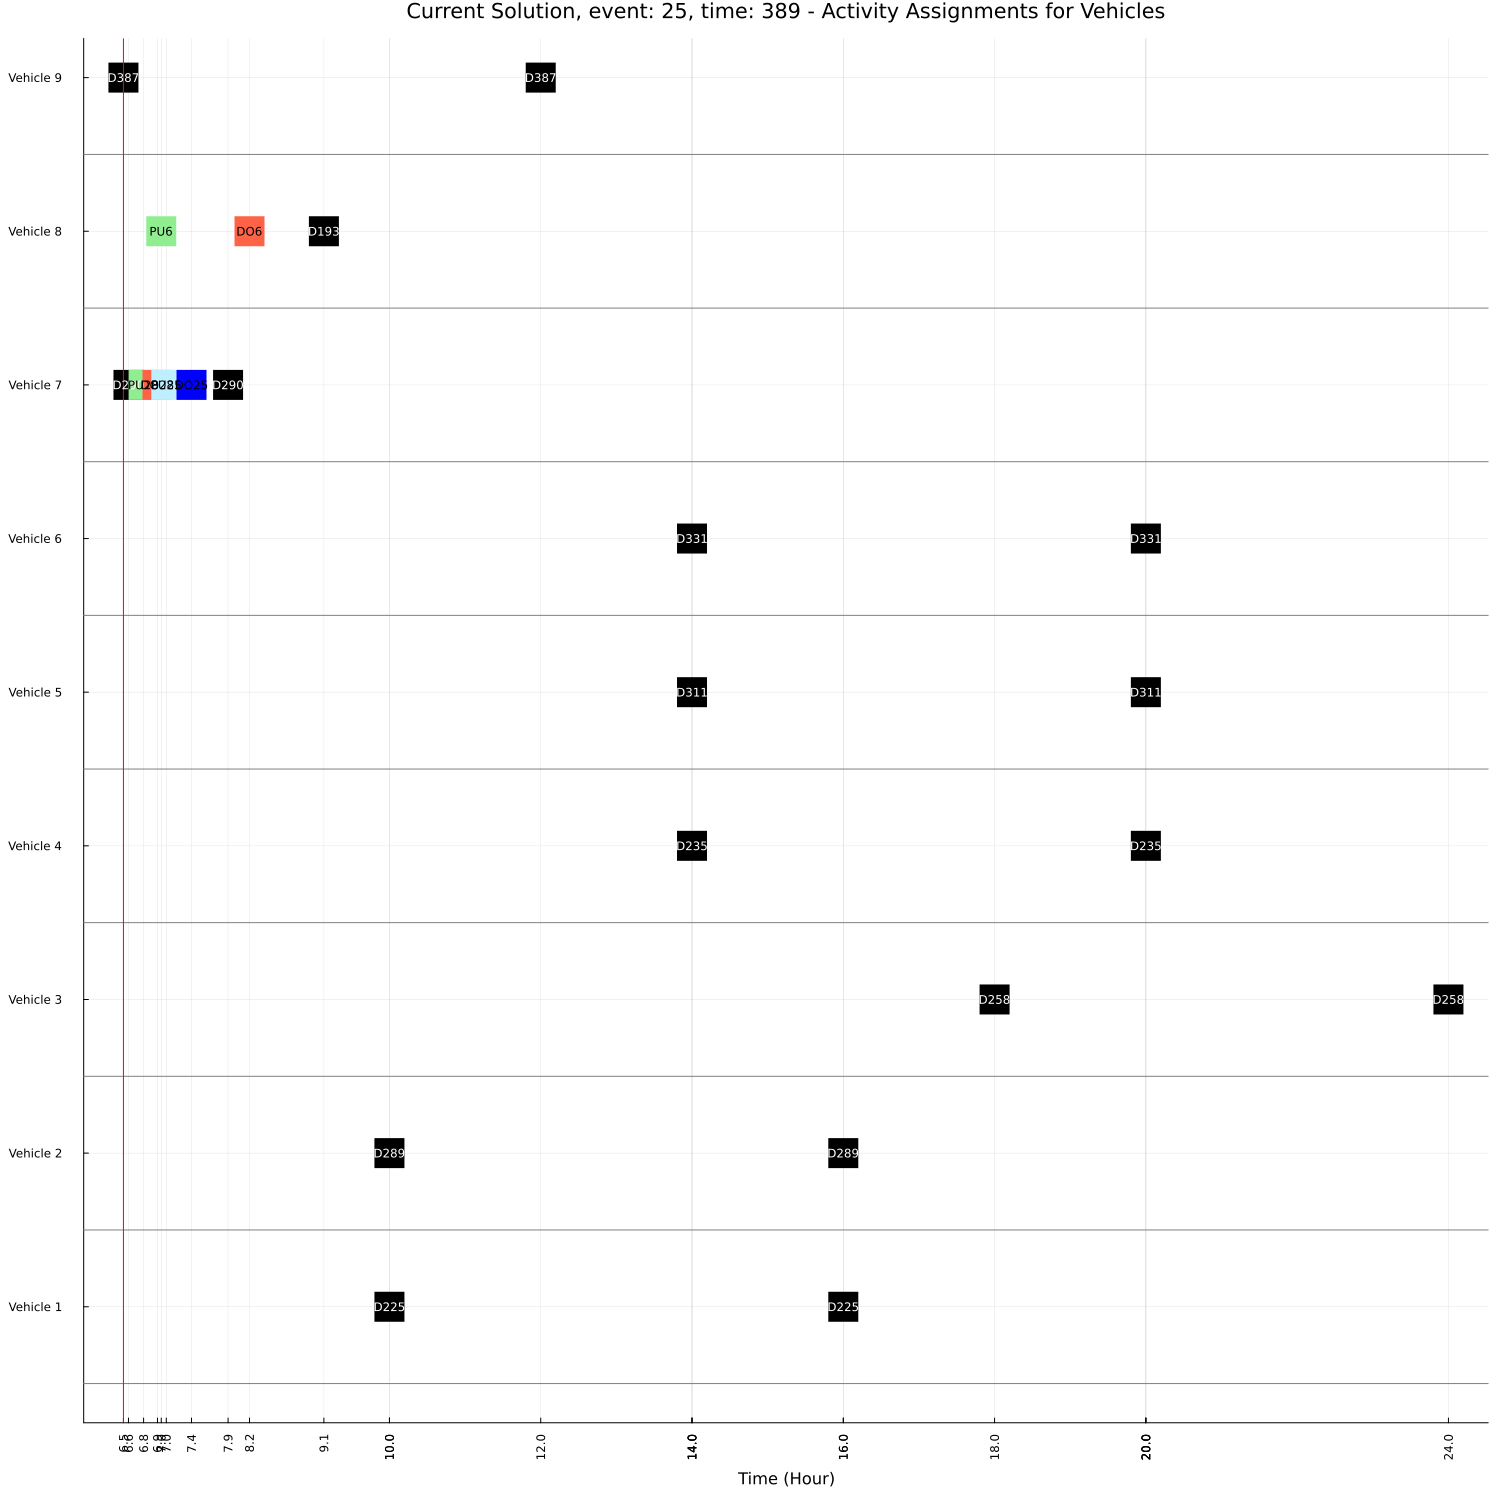 Current Solution, event: 25, time: 389 - Activity Assignments for Vehicles
Vehicle 9
D387
D387
Vehicle 8
PU6
DO6
D193
Vehicle 7
DO25
D290
Vehicle 6
D331
D331
Vehicle 5
D311
D311
Vehicle 4
D235
D235
Vehicle 3
D258
D258
Vehicle 2
D289
D289
Vehicle 1
D225
D225
6.5
6.8
7.0
7.4
7.9
8.2
9.1
10.0
12.0
14.0
16.0
18.0
20.0
24.0
Time (Hour)